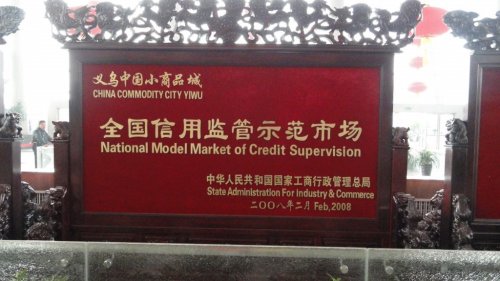 义乌中国小商品城
CHINA COMMODITY CITY YIWU
全国信用监管示范市场
National Model Market of Credit Supervision
中华人民共和国国家工商行政管理总局
State Administration For Industry & Commerce
二〇〇八年二月 Feb, 2008